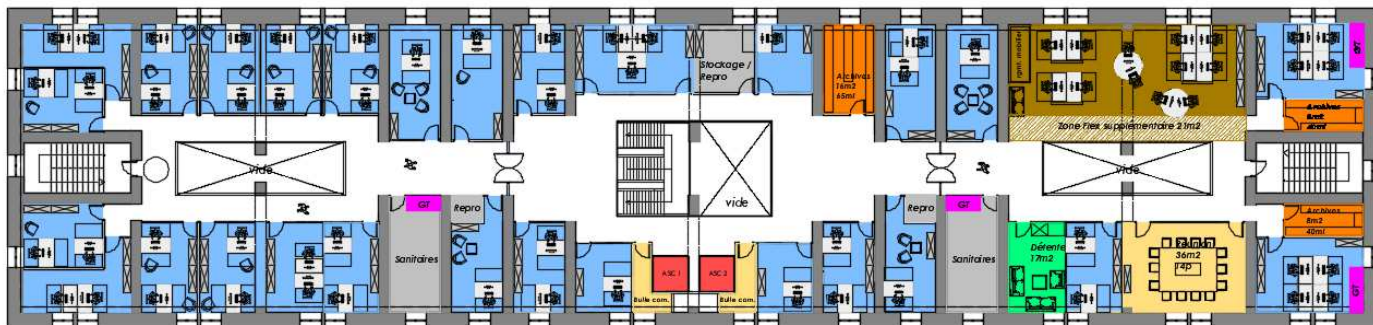 GT
rgnt. mobilier
Stockage /
Repro
Archives
16m2
65ml
Archives
8m2
40ml
Zone Flex supplémentaire 21m2
vide
vide
vide
GT
Repro
Repro
GT
Archives
8m2
40ml
Sanitaires
Sanitaires
Détente
17m2
Réunion
36m2
14p
ASC 1
ASC 2
Bulle com.
Bulle com.
GT